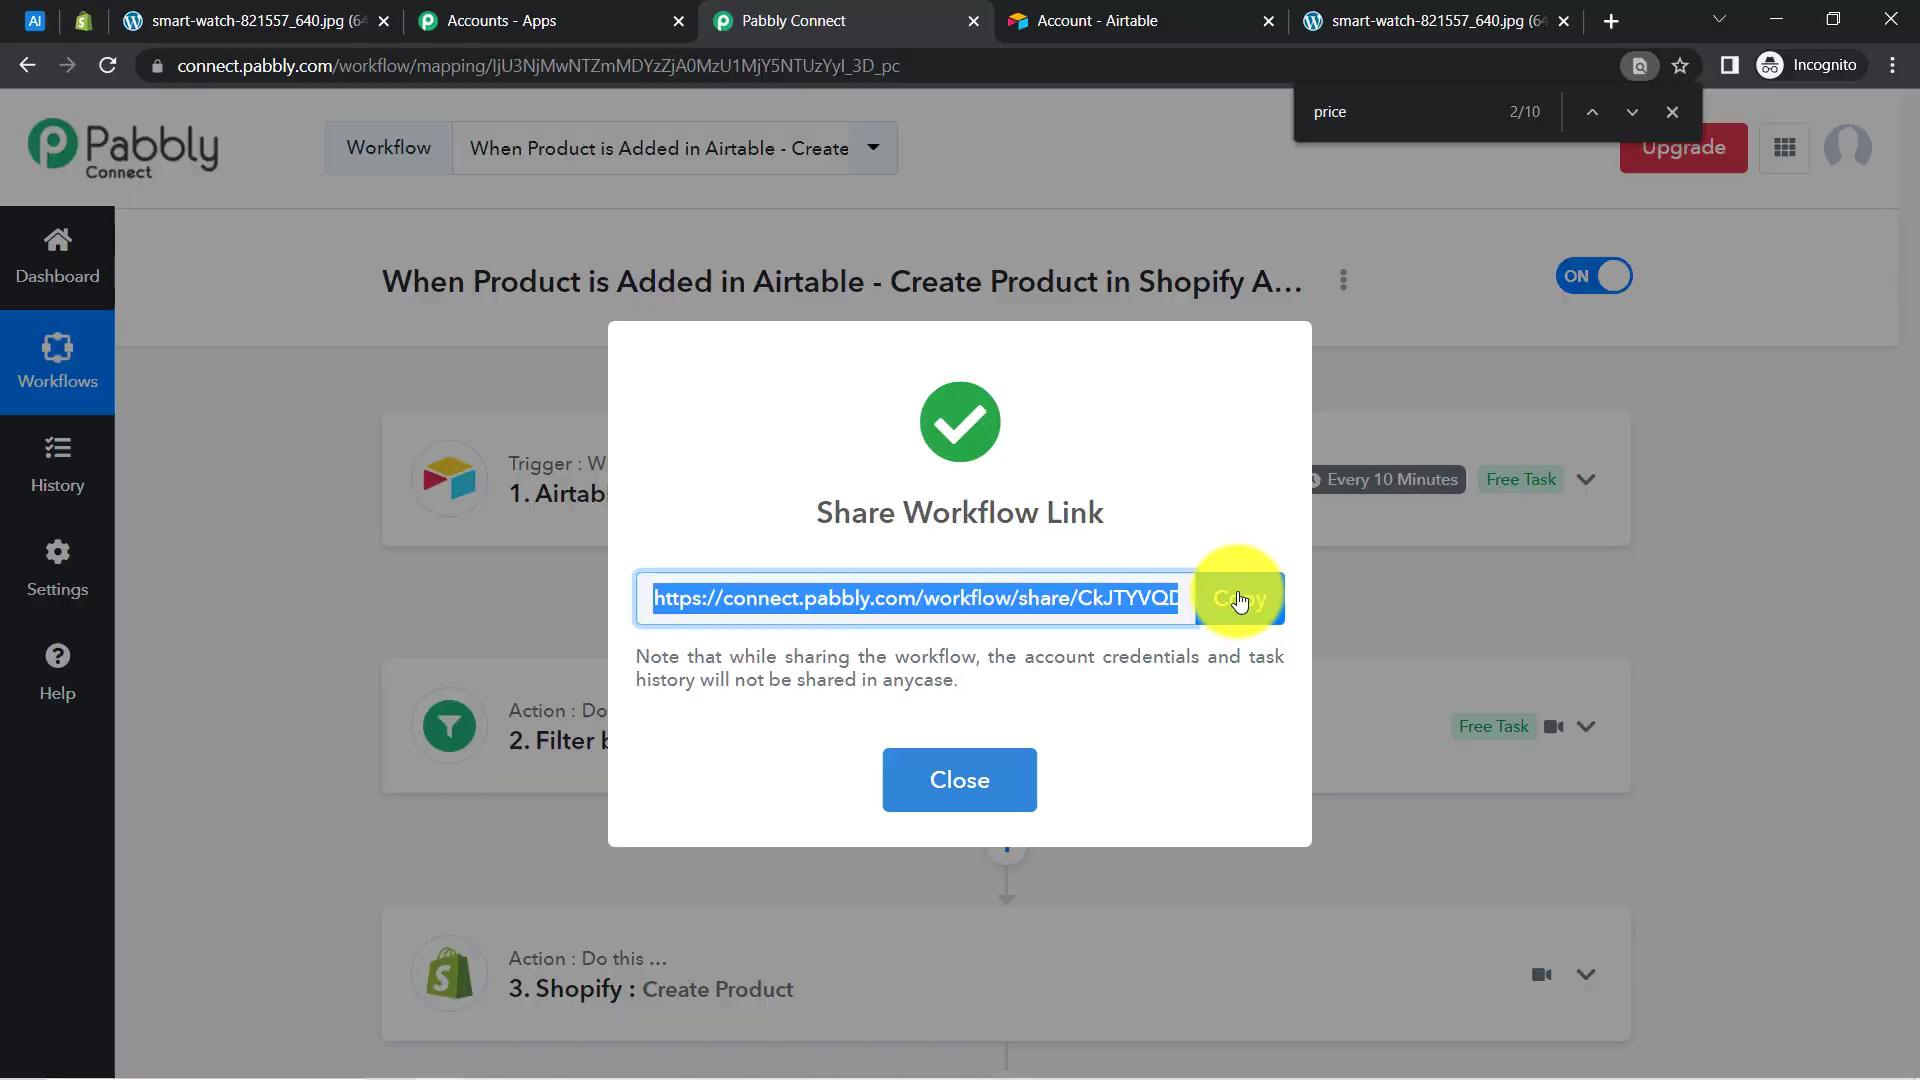 AI
smart-watch-821557_640.jpg (64
Accounts - Apps
Pabbly Connect
Account - Airtable
smart-watch-821557_640.jpg (64
connect.pabbly.com/workflow/mapping/IjU3NjMwNTZmMDYzZjA0MzU1MjY5NTUzYyI_3D_pc
Incognito
price
2/10
Pabbly
Connect
Workflow
When Product is Added in Airtable - Create
Upgrade
Dashboard
When Product is Added in Airtable - Create Product in Shopify A...
ON
Workflows
History
Settings
Help
Trigger : W
1. Airtab
Every 10 Minutes
Free Task
Share Workflow Link
https://connect.pabbly.com/workflow/share/CkJTYVQD
Copy
Note that while sharing the workflow, the account credentials and task
history will not be shared in anycase.
Action : Do
2. Filter b
Free Task
Close
Action : Do this ...
3. Shopify : Create Product